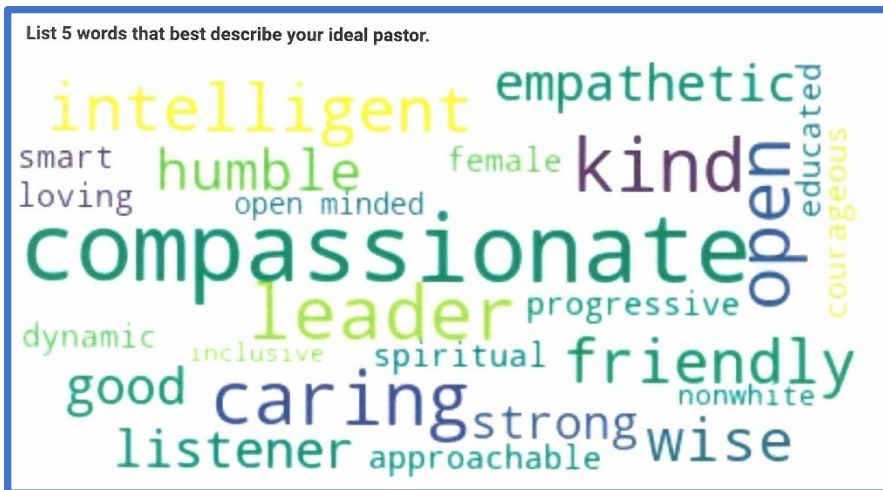 List 5 words that best describe your ideal pastor.
empathetic
intelligent
educated
smart
humble
female
kind
open
courageous
loving
open minded
compassionate
leader
progressive
dynamic
inclusive
spiritual
friendly
good
caring
nonwhite
strong
wise
listener
approachable